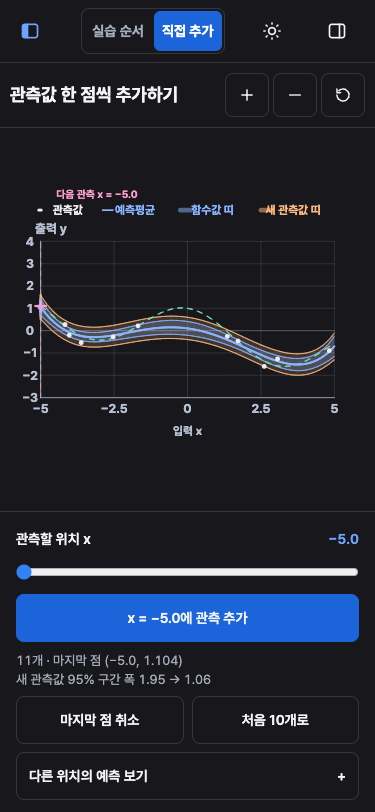 실습 순서 직접 추가
관측값 한 점씩 추가하기
다음 관측 x = −5.0
관측값 예측평균 함수값 띠 새 관측값 띠
출력 y
4
3
2
1
0
−1
−2
−3
−5 −2.5 0 2.5 5
입력 x
관측할 위치 x −5.0
x = −5.0에 관측 추가
11개 · 마지막 점 (−5.0, 1.104)
새 관측값 95% 구간 폭 1.95 → 1.06
마지막 점 취소 처음 10개로
다른 위치의 예측 보기 +